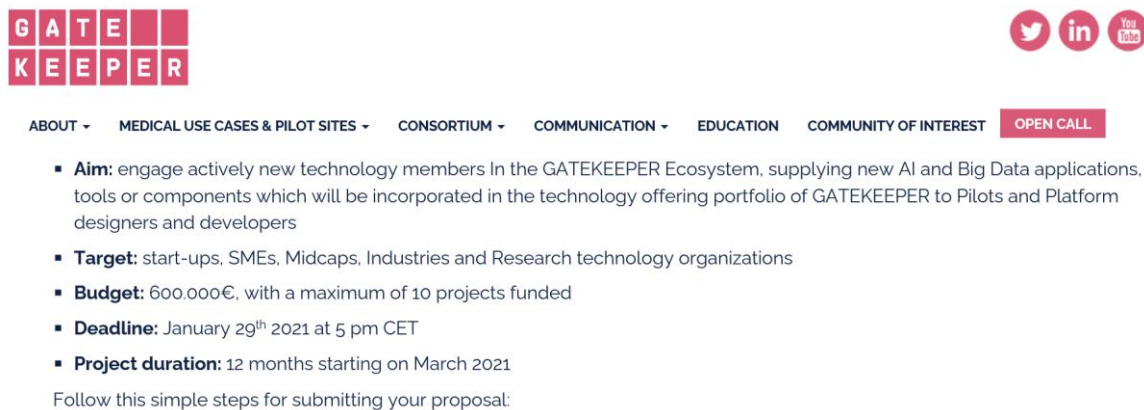 GATE
KEEPER
You
Tube
in
ABOUT
MEDICAL USE CASES & PILOT SITES
CONSORTIUM
COMMUNICATION
EDUCATION
COMMUNITY OF INTEREST
OPEN CALL
▪ Aim: engage actively new technology members In the GATEKEEPER Ecosystem, supplying new AI and Big Data applications,
tools or components which will be incorporated in the technology offering portfolio of GATEKEEPER to Pilots and Platform
designers and developers
▪ Target: start-ups, SMEs, Midcaps, Industries and Research technology organizations
▪ Budget: 600.000€, with a maximum of 10 projects funded
▪ Deadline: January 29th 2021 at 5 pm CET
▪ Project duration: 12 months starting on March 2021
Follow this simple steps for submitting your proposal: